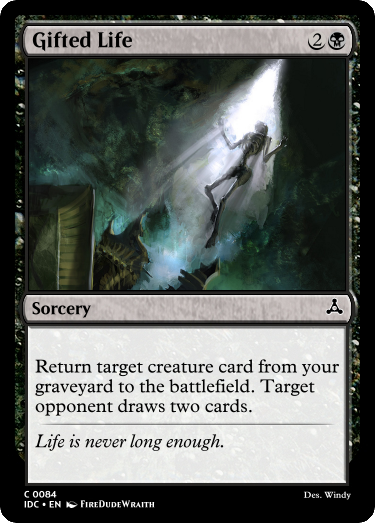 Gifted Life 2
Sorcery
Return target creature card from your
graveyard to the battlefield. Target
opponent draws two cards.
Life is never long enough.
C 0084
IDC • EN FireDudeWraith
Des. Windy